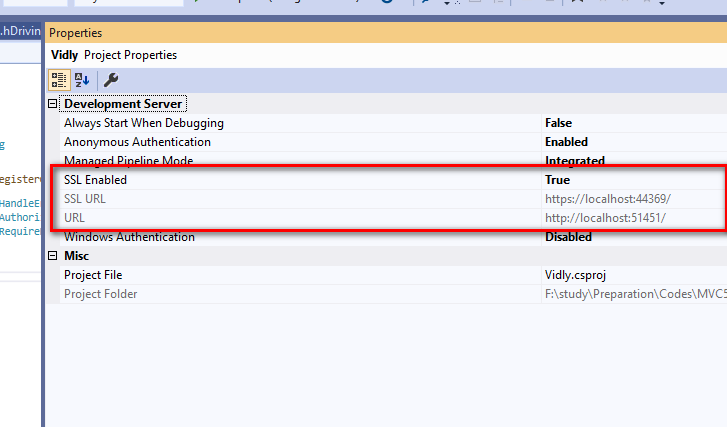 .hDrivin
Properties
Vidly Project Properties
Development Server
Always Start When Debugging False
Anonymous Authentication Enabled
Managed Pipeline Mode Integrated
SSL Enabled True
SSL URL https://localhost:44369/
URL http://localhost:51451/
Windows Authentication Disabled
Misc
Project File Vidly.csproj
Project Folder F:\study\Preparation\Codes\MVC5
g
egister
HandleE
Authori
Require